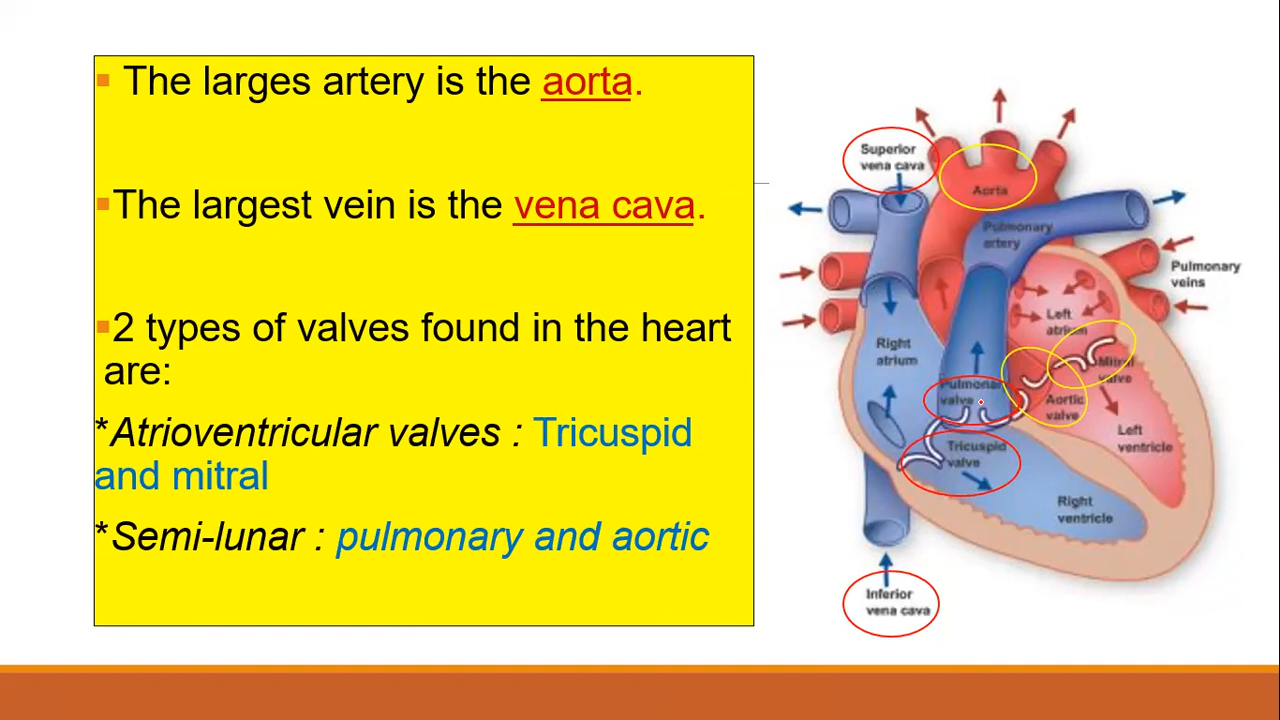 ▪ The larges artery is the aorta.
▪The largest vein is the vena cava.
▪2 types of valves found in the heart
are:
*Atrioventricular valves : Tricuspid
and mitral
*Semi-lunar : pulmonary and aortic
Superior
vena cava
Aorta
Pulmonary
artery
Pulmonary
veins
Left
atrium
Right
atrium
Mitral
valve
Pulmonary
valve
Aortic
valve
Left
ventricle
Tricuspid
valve
Right
ventricle
Inferior
vena cava